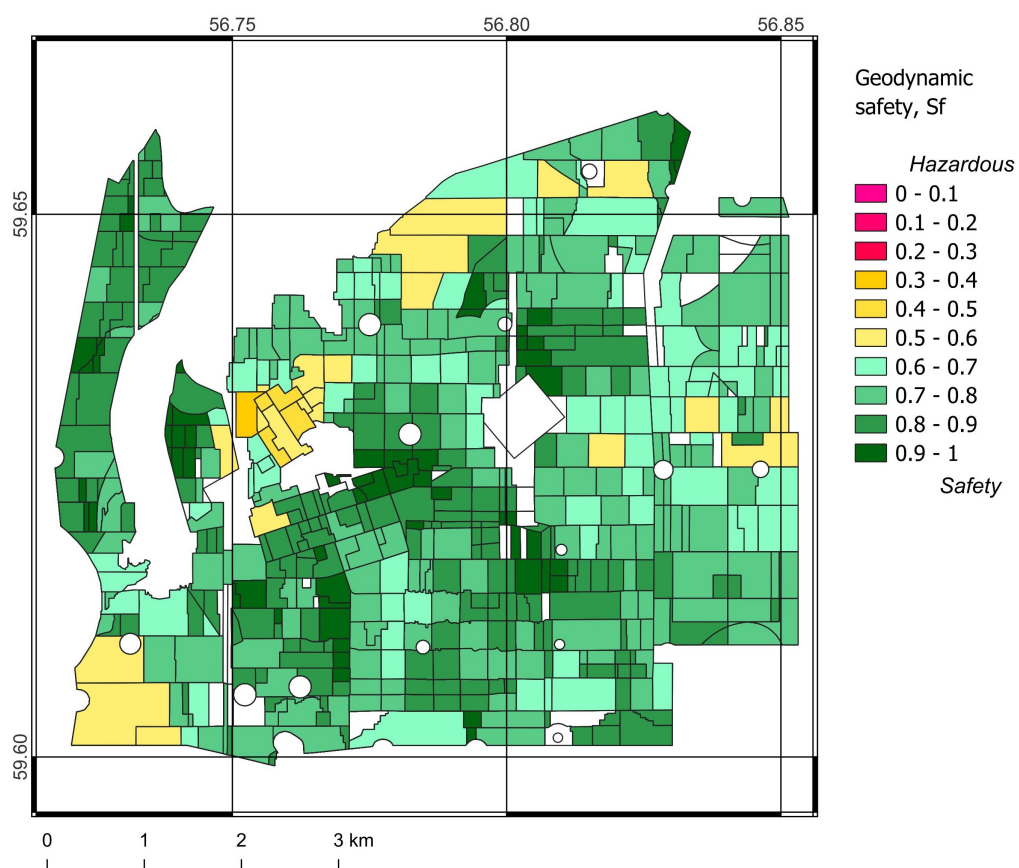 56.75
56.80
56.85
Geodynamic
safety, Sf
Hazardous
0 - 0.1
0.1 - 0.2
0.2 - 0.3
0.3 - 0.4
0.4 - 0.5
0.5 - 0.6
0.6 - 0.7
0.7 - 0.8
0.8 - 0.9
0.9 - 1
Safety
59.65
59.60
0 1 2 3 km